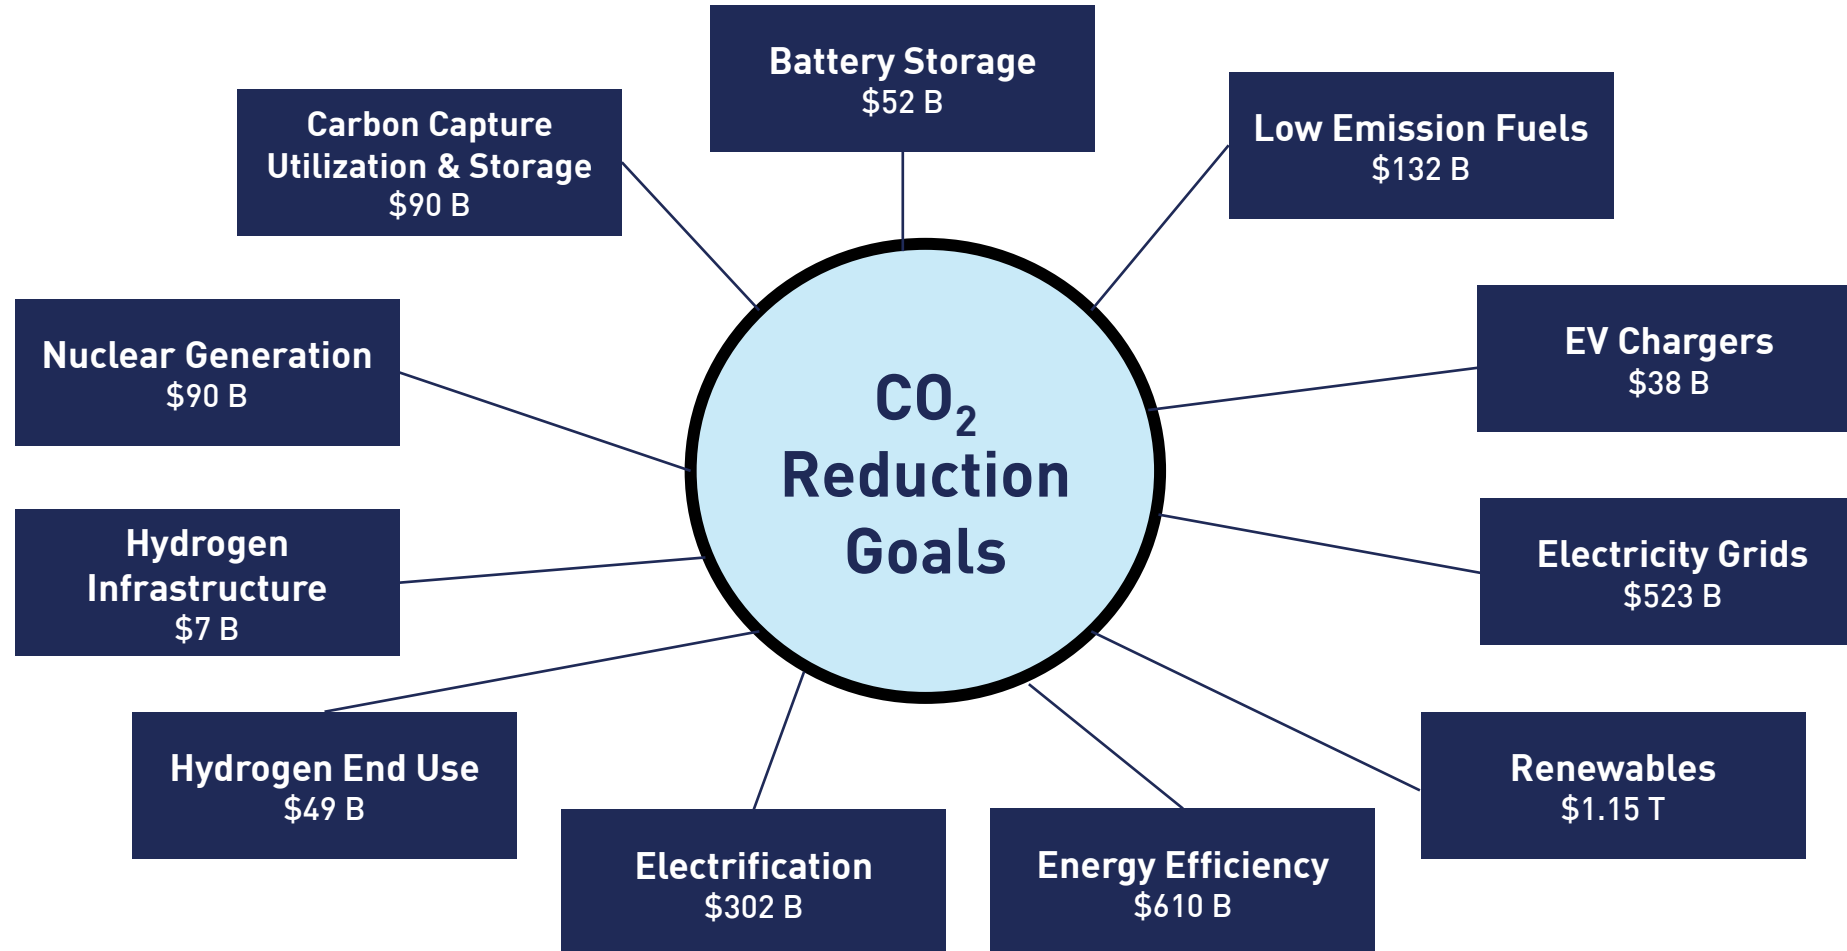 Battery Storage
$52 B
Low Emission Fuels
$132 B
EV Chargers
$38 B
Electricity Grids
$523 B
Renewables
$1.15 T
Energy Efficiency
$610 B
Electrification
$302 B
Hydrogen End Use
$49 B
Hydrogen
Infrastructure
$7 B
Nuclear Generation
$90 B
Carbon Capture
Utilization & Storage
$90 B
CO₂
Reduction
Goals